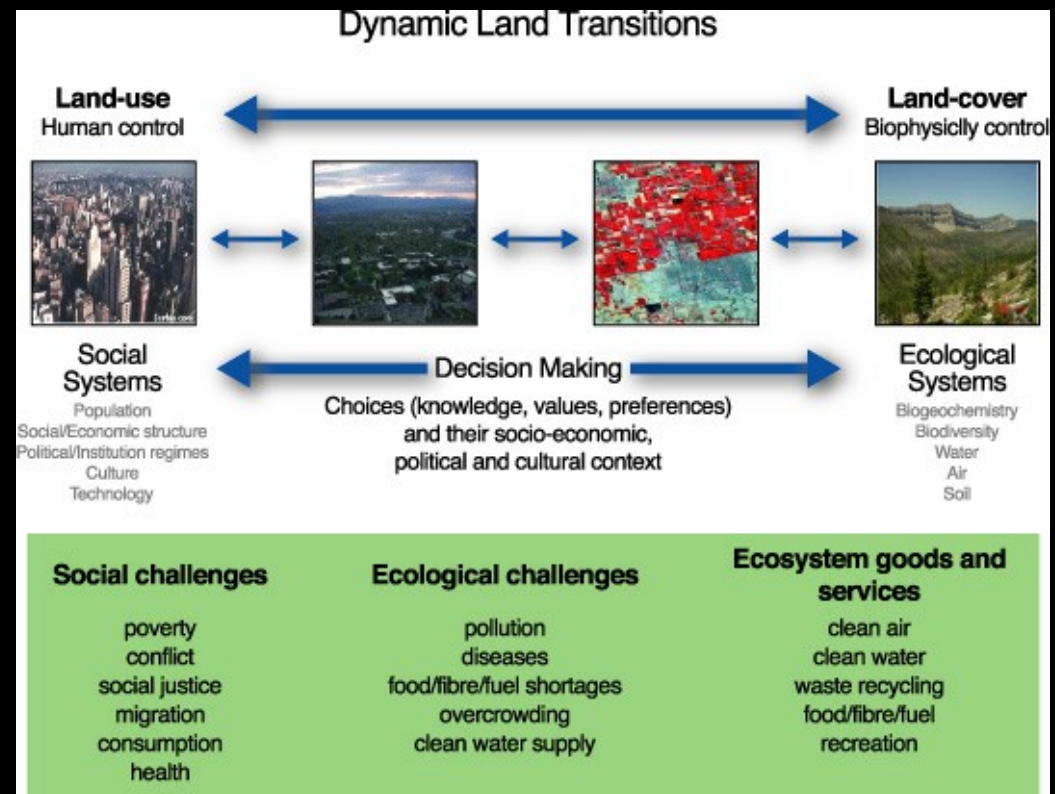 Dynamic Land Transitions
Land-use
Human control
Land-cover
Biophysiclly control
Social
Systems
Population
Social/Economic structure
Political/Institution regimes
Culture
Technology
Decision Making
Choices (knowledge, values, preferences)
and their socio-economic,
political and cultural context
Ecological
Systems
Biogeochemistry
Biodiversity
Water
Air
Soil
Social challenges
poverty
conflict
social justice
migration
consumption
health
Ecological challenges
pollution
diseases
food/fibre/fuel shortages
overcrowding
clean water supply
Ecosystem goods and
services
clean air
clean water
waste recycling
food/fibre/fuel
recreation